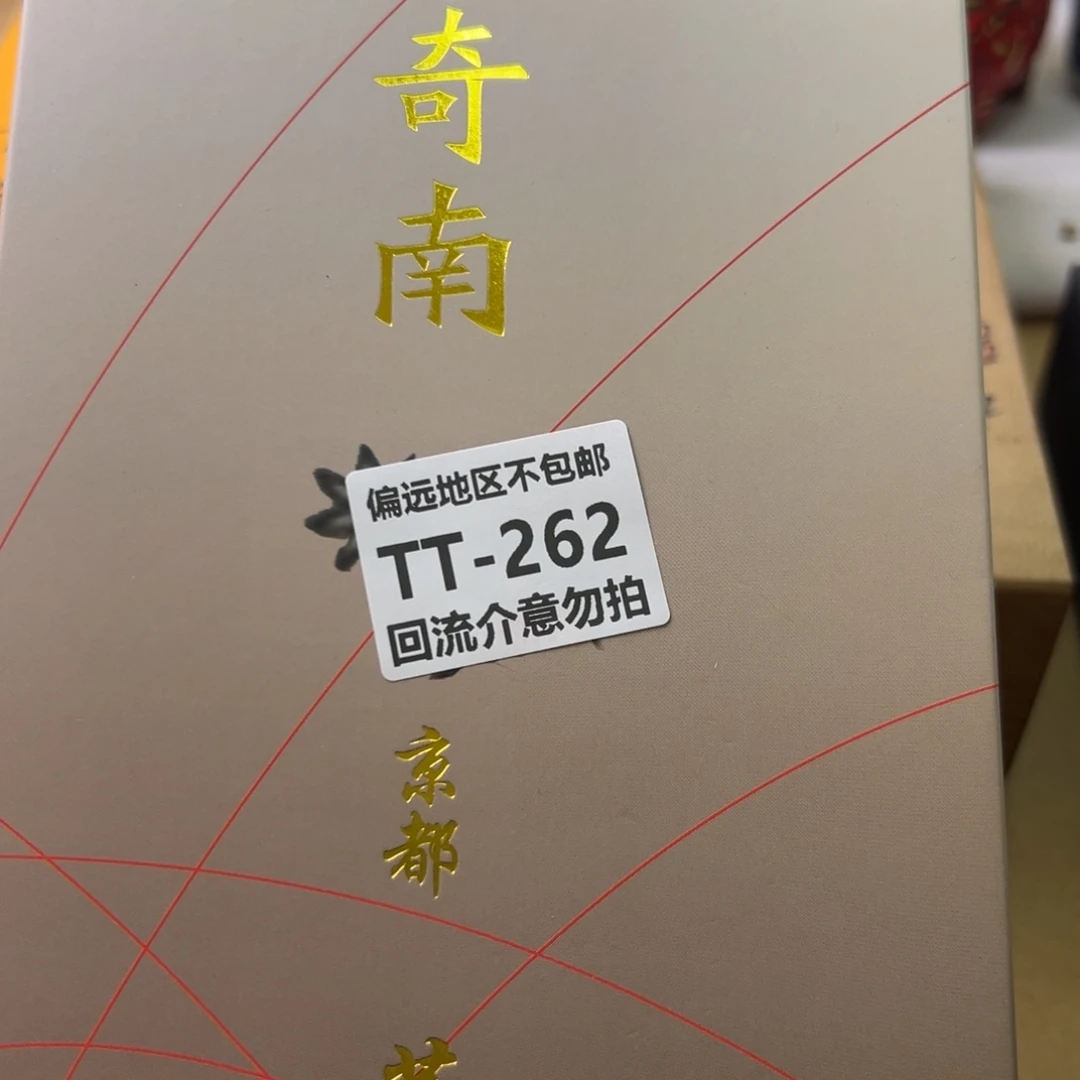 奇南
偏远地区不包邮
TT-262
回流介意勿拍
京都